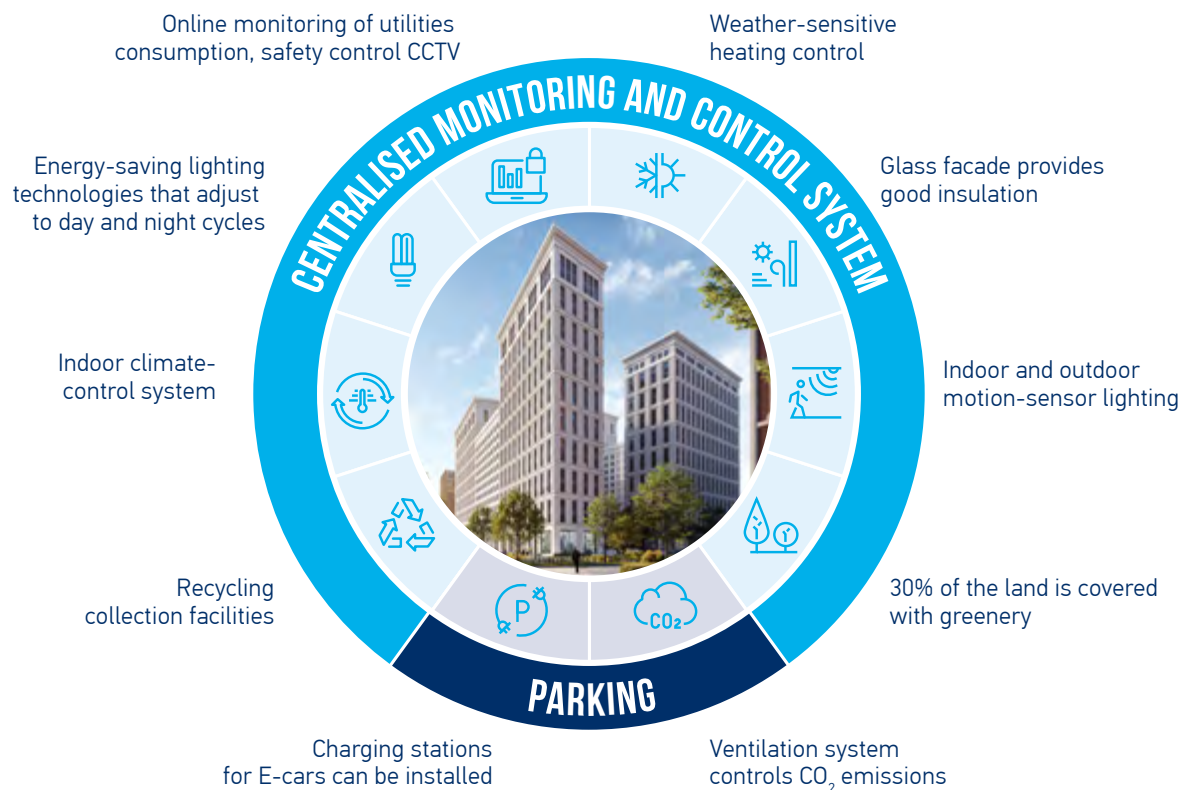 Online monitoring of utilities
consumption, safety control CCTV
Weather-sensitive
heating control
CENTRALISED MONITORING AND CONTROL SYSTEM
Energy-saving lighting
technologies that adjust
to day and night cycles
Glass facade provides
good insulation
Indoor climate-
control system
Indoor and outdoor
motion-sensor lighting
Recycling
collection facilities
30% of the land is covered
with greenery
P
CO₂
PARKING
Charging stations
for E-cars can be installed
Ventilation system
controls CO₂ emissions